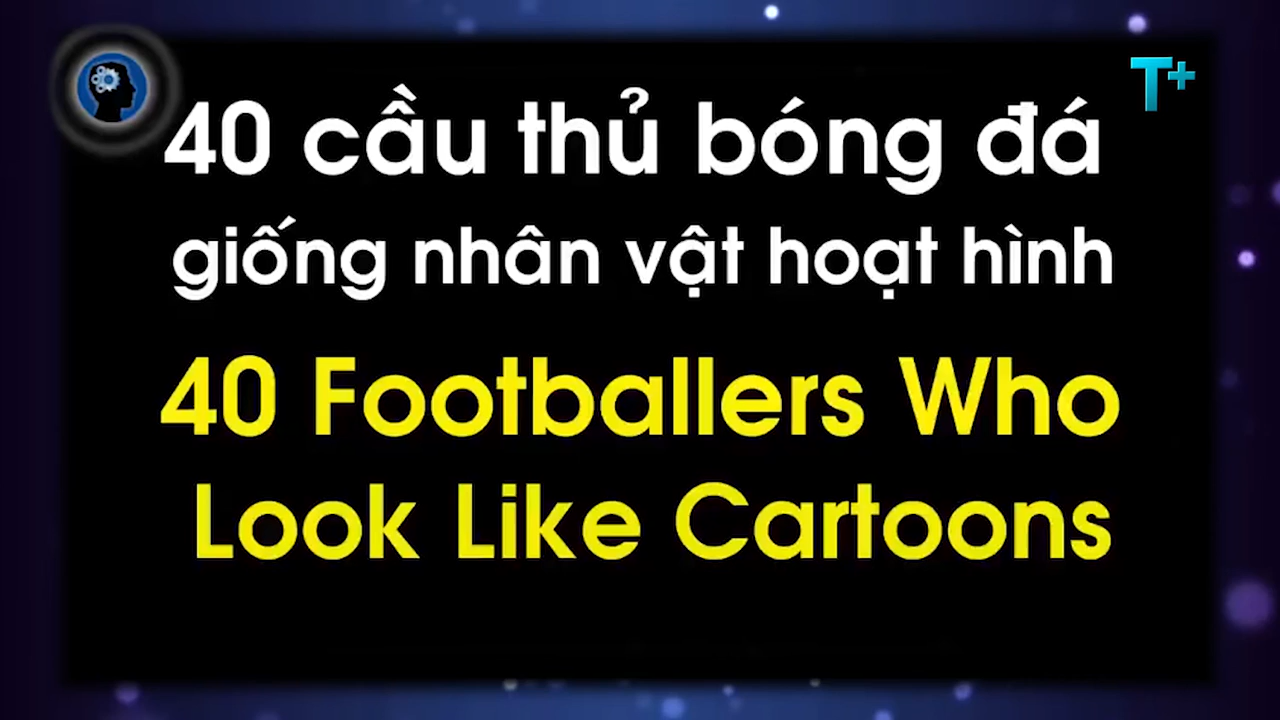 T+
40 cầu thủ bóng đá
giống nhân vật hoạt hình
40 Footballers Who
Look Like Cartoons